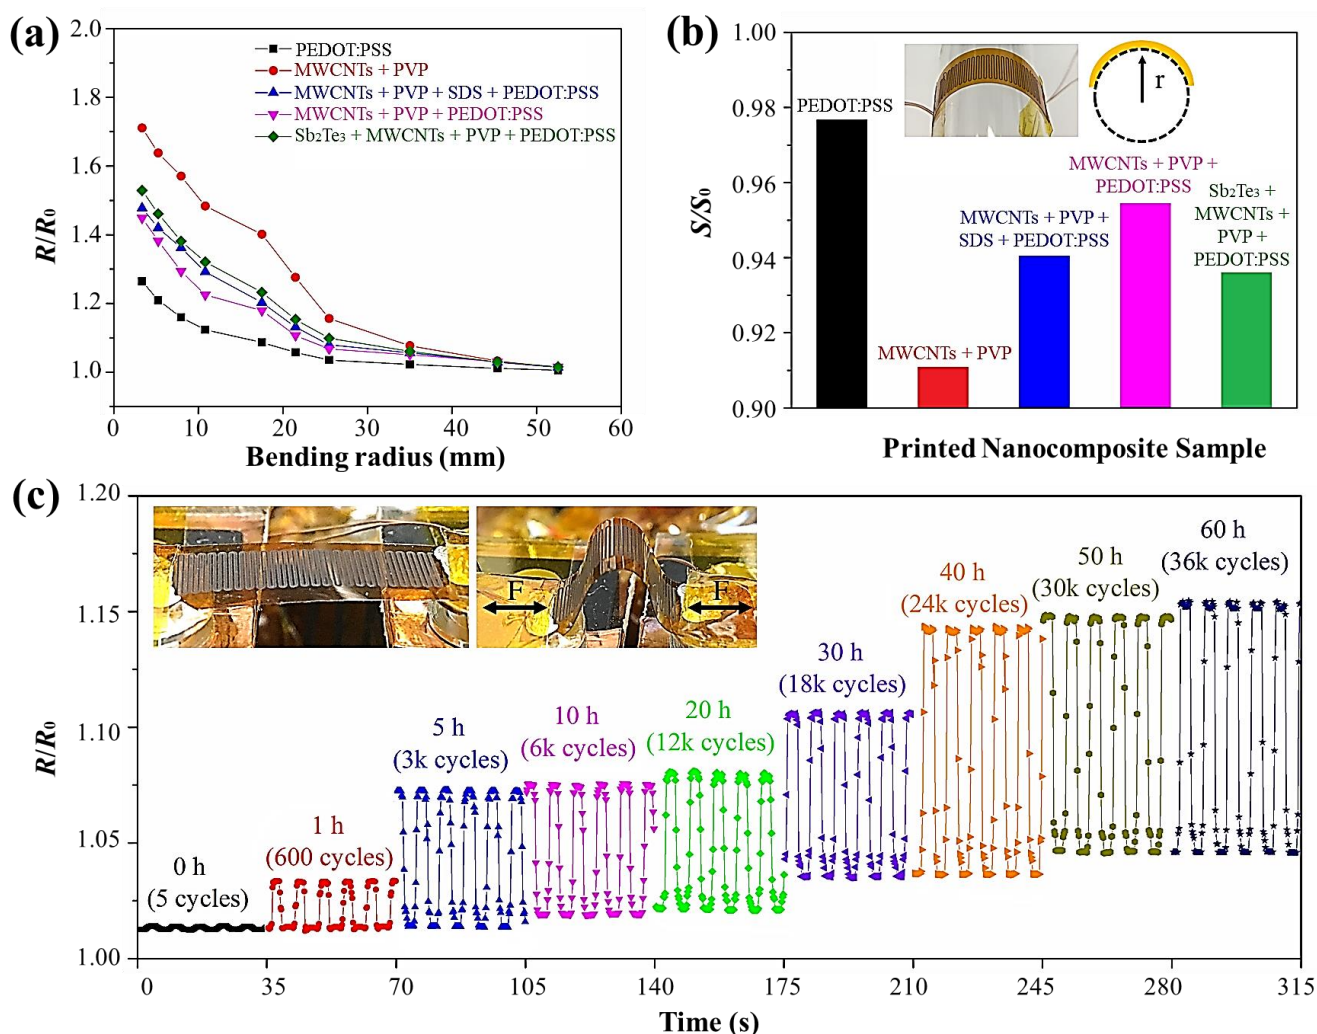 (a)
2.0
1.8
1.6
1.4
1.2
1.0
R/R₀
0
10
20
30
40
50
60
Bending radius (mm)
PEDOT:PSS
MWCNTs + PVP
MWCNTs + PVP + SDS + PEDOT:PSS
MWCNTs + PVP + PEDOT:PSS
Sb₂Te₃ + MWCNTs + PVP + PEDOT:PSS
(b)
1.00
0.98
0.96
0.94
0.92
0.90
S/S₀
PEDOT:PSS
MWCNTs + PVP
MWCNTs + PVP +
SDS + PEDOT:PSS
MWCNTs + PVP +
PEDOT:PSS
Sb₂Te₃ +
MWCNTs +
PVP +
PEDOT:PSS
r
Printed Nanocomposite Sample
(c)
1.20
1.15
1.10
1.05
1.00
R/R₀
F
F
0 h
(5 cycles)
1 h
(600 cycles)
5 h
(3k cycles)
10 h
(6k cycles)
20 h
(12k cycles)
30 h
(18k cycles)
40 h
(24k cycles)
50 h
(30k cycles)
60 h
(36k cycles)
0
35
70
105
140
175
210
245
280
315
Time (s)